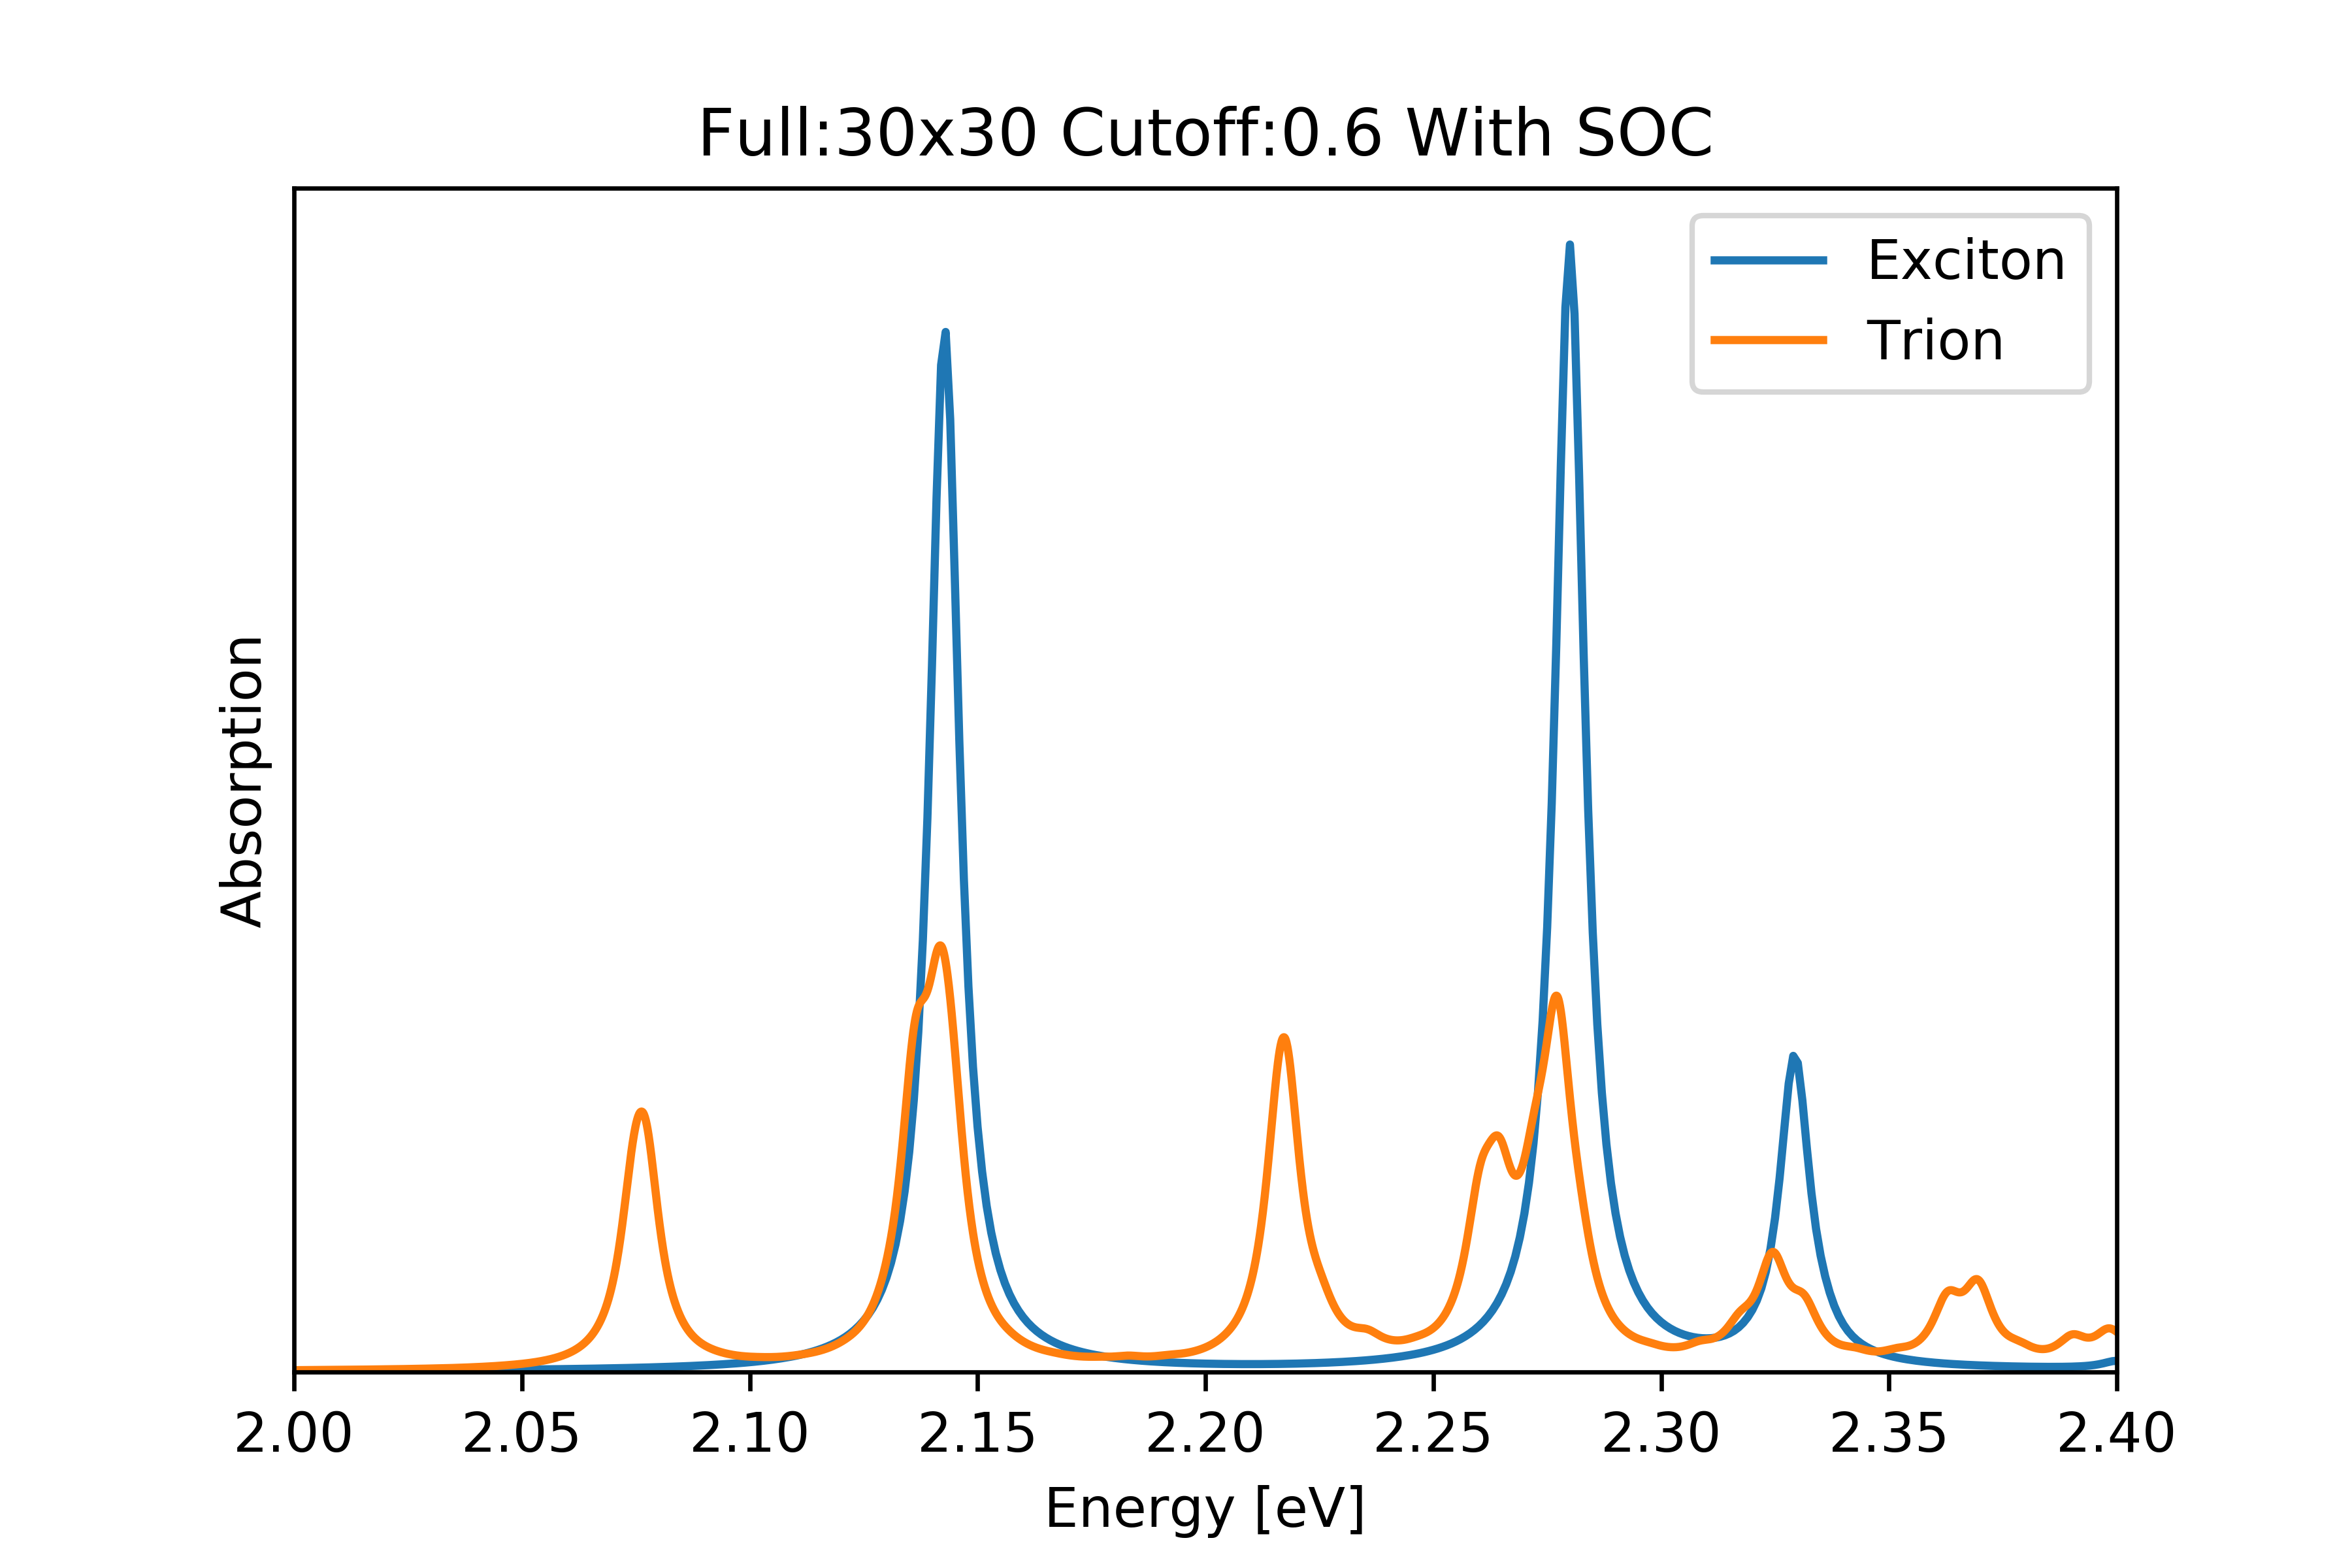 Full:30x30 Cutoff:0.6 With SOC
Exciton
Trion
Absorption
2.00 2.05 2.10 2.15 2.20 2.25 2.30 2.35 2.40
Energy [eV]